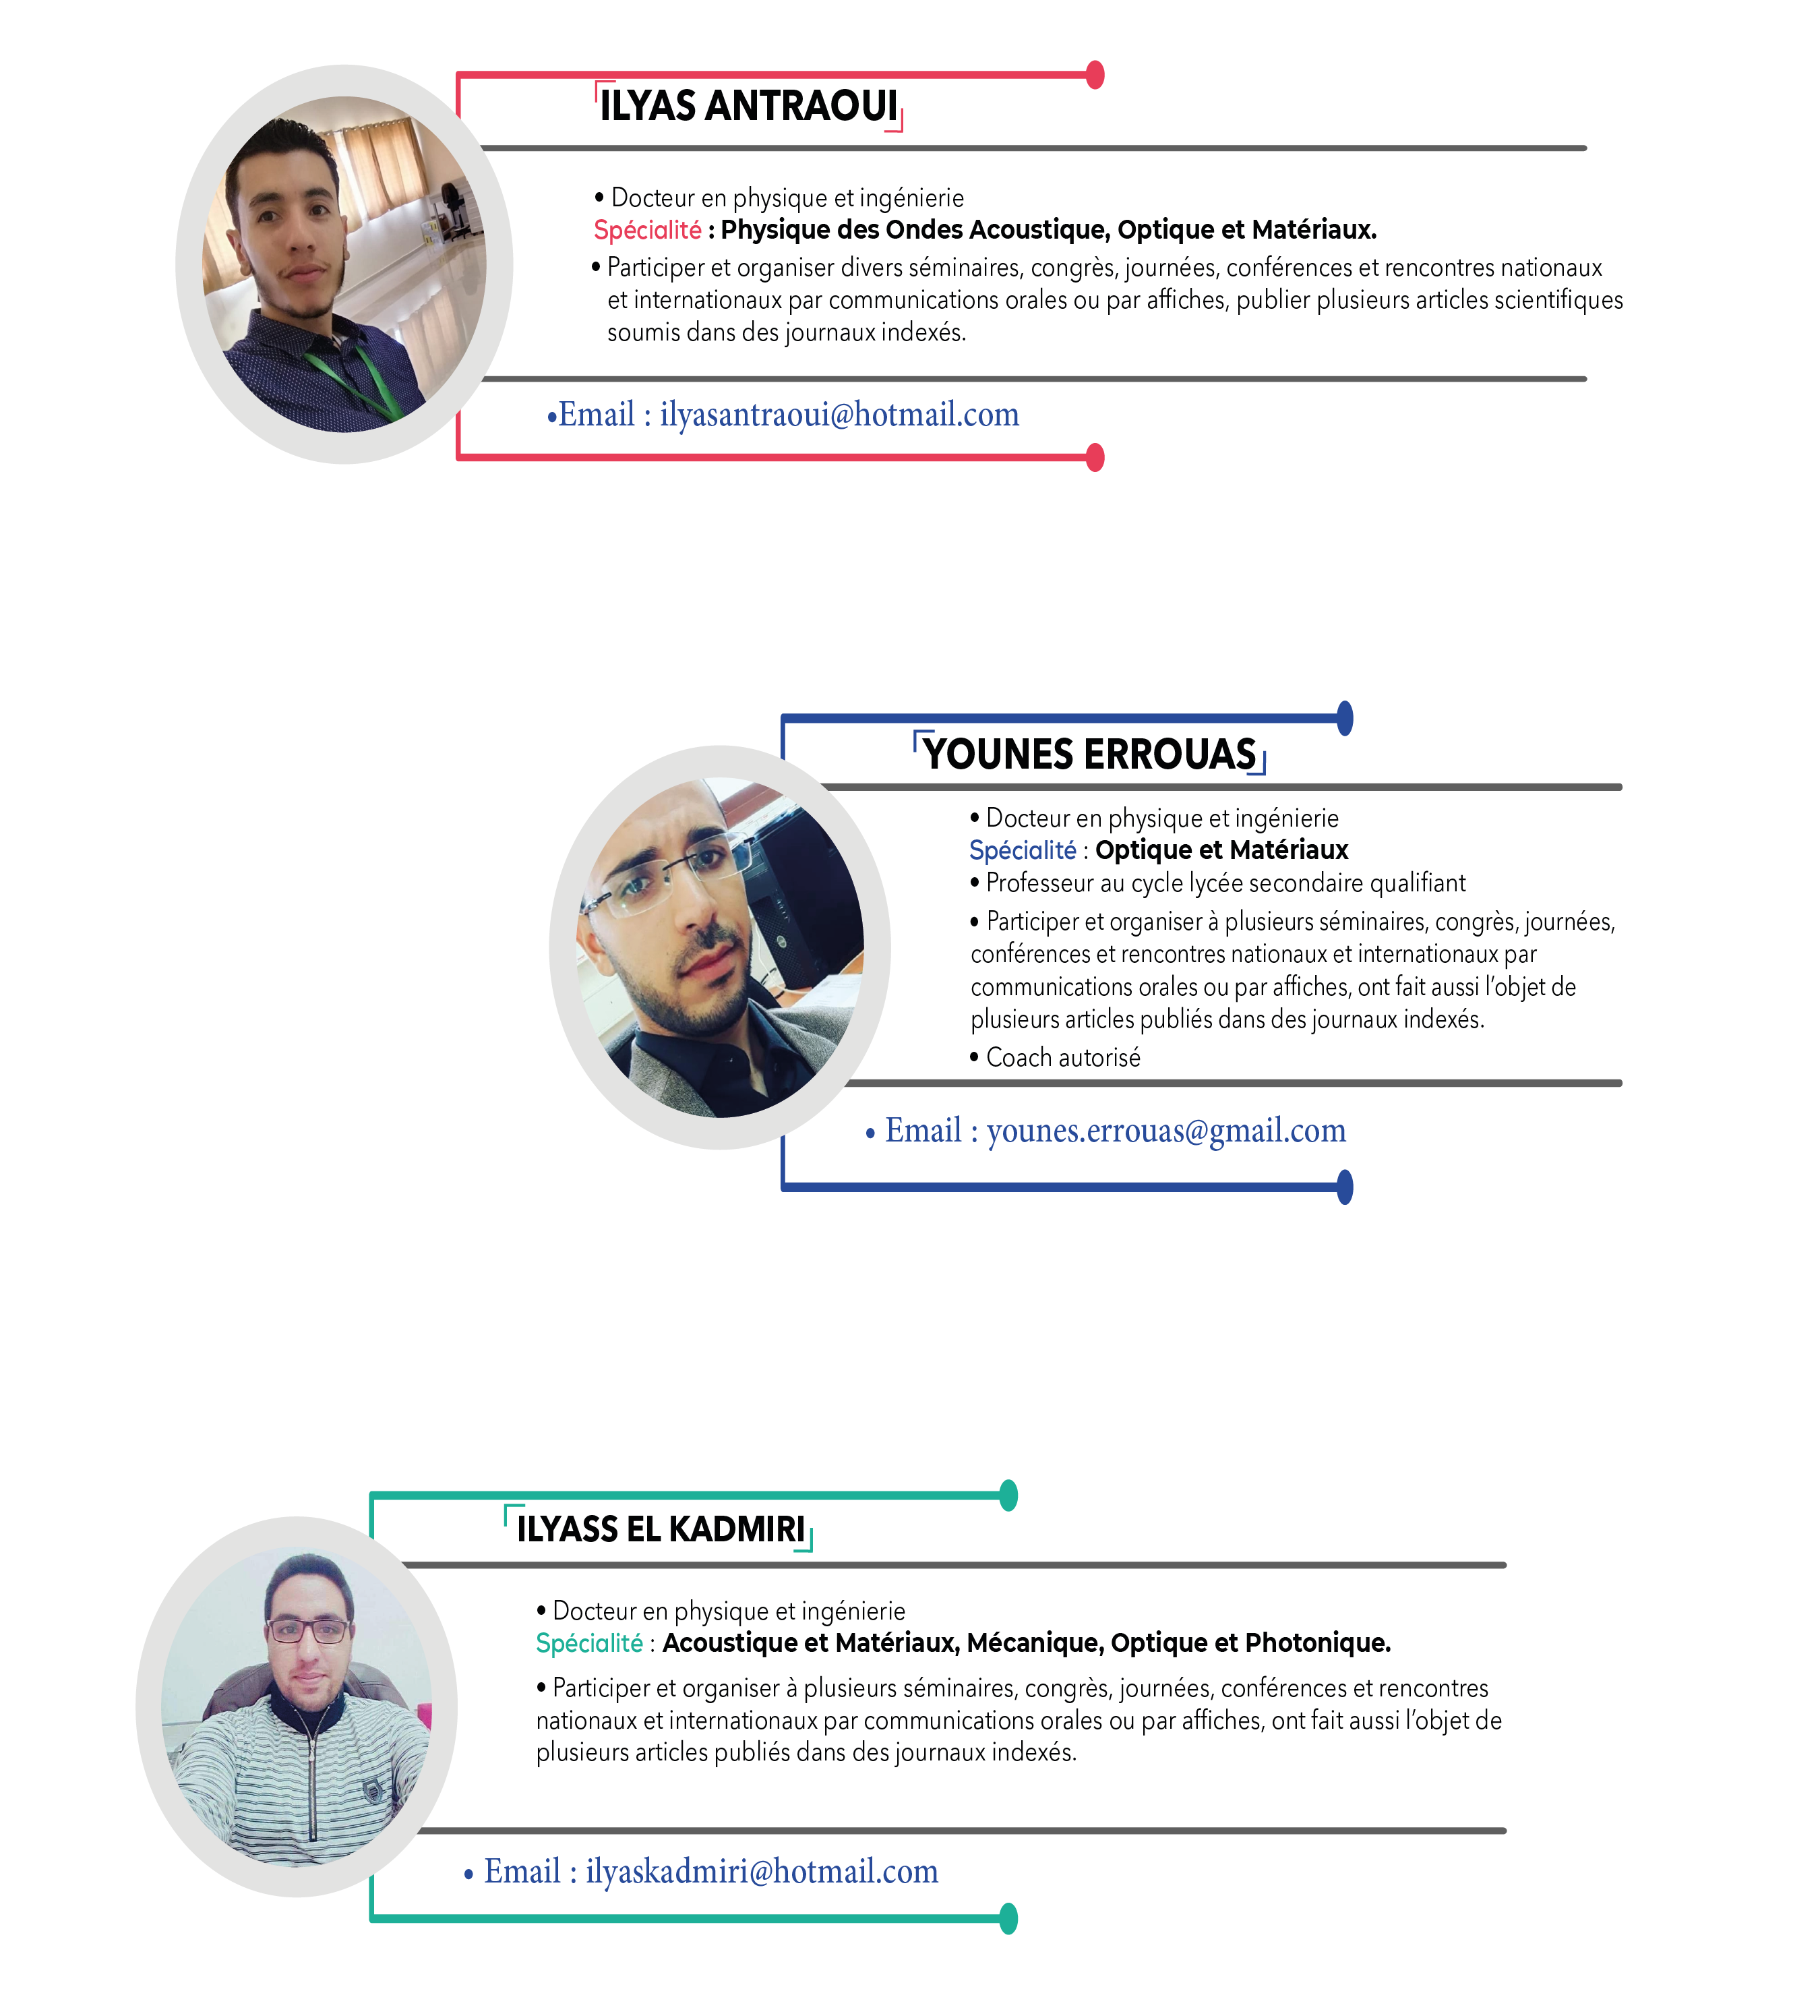 ILYAS ANTRAOUI
• Docteur en physique et ingénierie
Spécialité : Physique des Ondes Acoustique, Optique et Matériaux.
• Participer et organiser divers séminaires, congrès, journées, conférences et rencontres nationaux
et internationaux par communications orales ou par affiches, publier plusieurs articles scientifiques
soumis dans des journaux indexés.
•Email : ilyasantraoui@hotmail.com
YOUNES ERROUAS
• Docteur en physique et ingénierie
Spécialité : Optique et Matériaux
• Professeur au cycle lycée secondaire qualifiant
• Participer et organiser à plusieurs séminaires, congrès, journées,
conférences et rencontres nationaux et internationaux par
communications orales ou par affiches, ont fait aussi l’objet de
plusieurs articles publiés dans des journaux indexés.
• Coach autorisé
• Email : younes.errouas@gmail.com
ILYASS EL KADMIRI
• Docteur en physique et ingénierie
Spécialité : Acoustique et Matériaux, Mécanique, Optique et Photonique.
• Participer et organiser à plusieurs séminaires, congrès, journées, conférences et rencontres
nationaux et internationaux par communications orales ou par affiches, ont fait aussi l’objet de
plusieurs articles publiés dans des journaux indexés.
• Email : ilyaskadmiri@hotmail.com